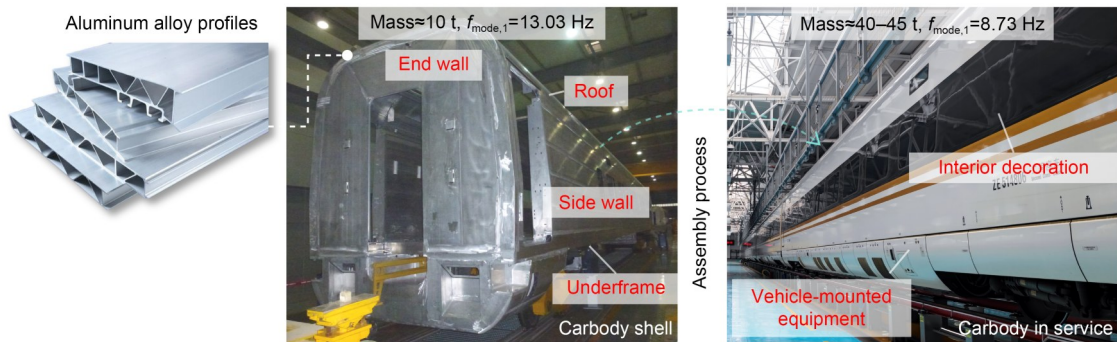 Aluminum alloy profiles
Mass≈10 t, fmode,1=13.03 Hz
End wall
Roof
Side wall
Underframe
Carbody shell
Assembly process
Mass≈40–45 t, fmode,1=8.73 Hz
Interior decoration
Vehicle-mounted
equipment
Carbody in service